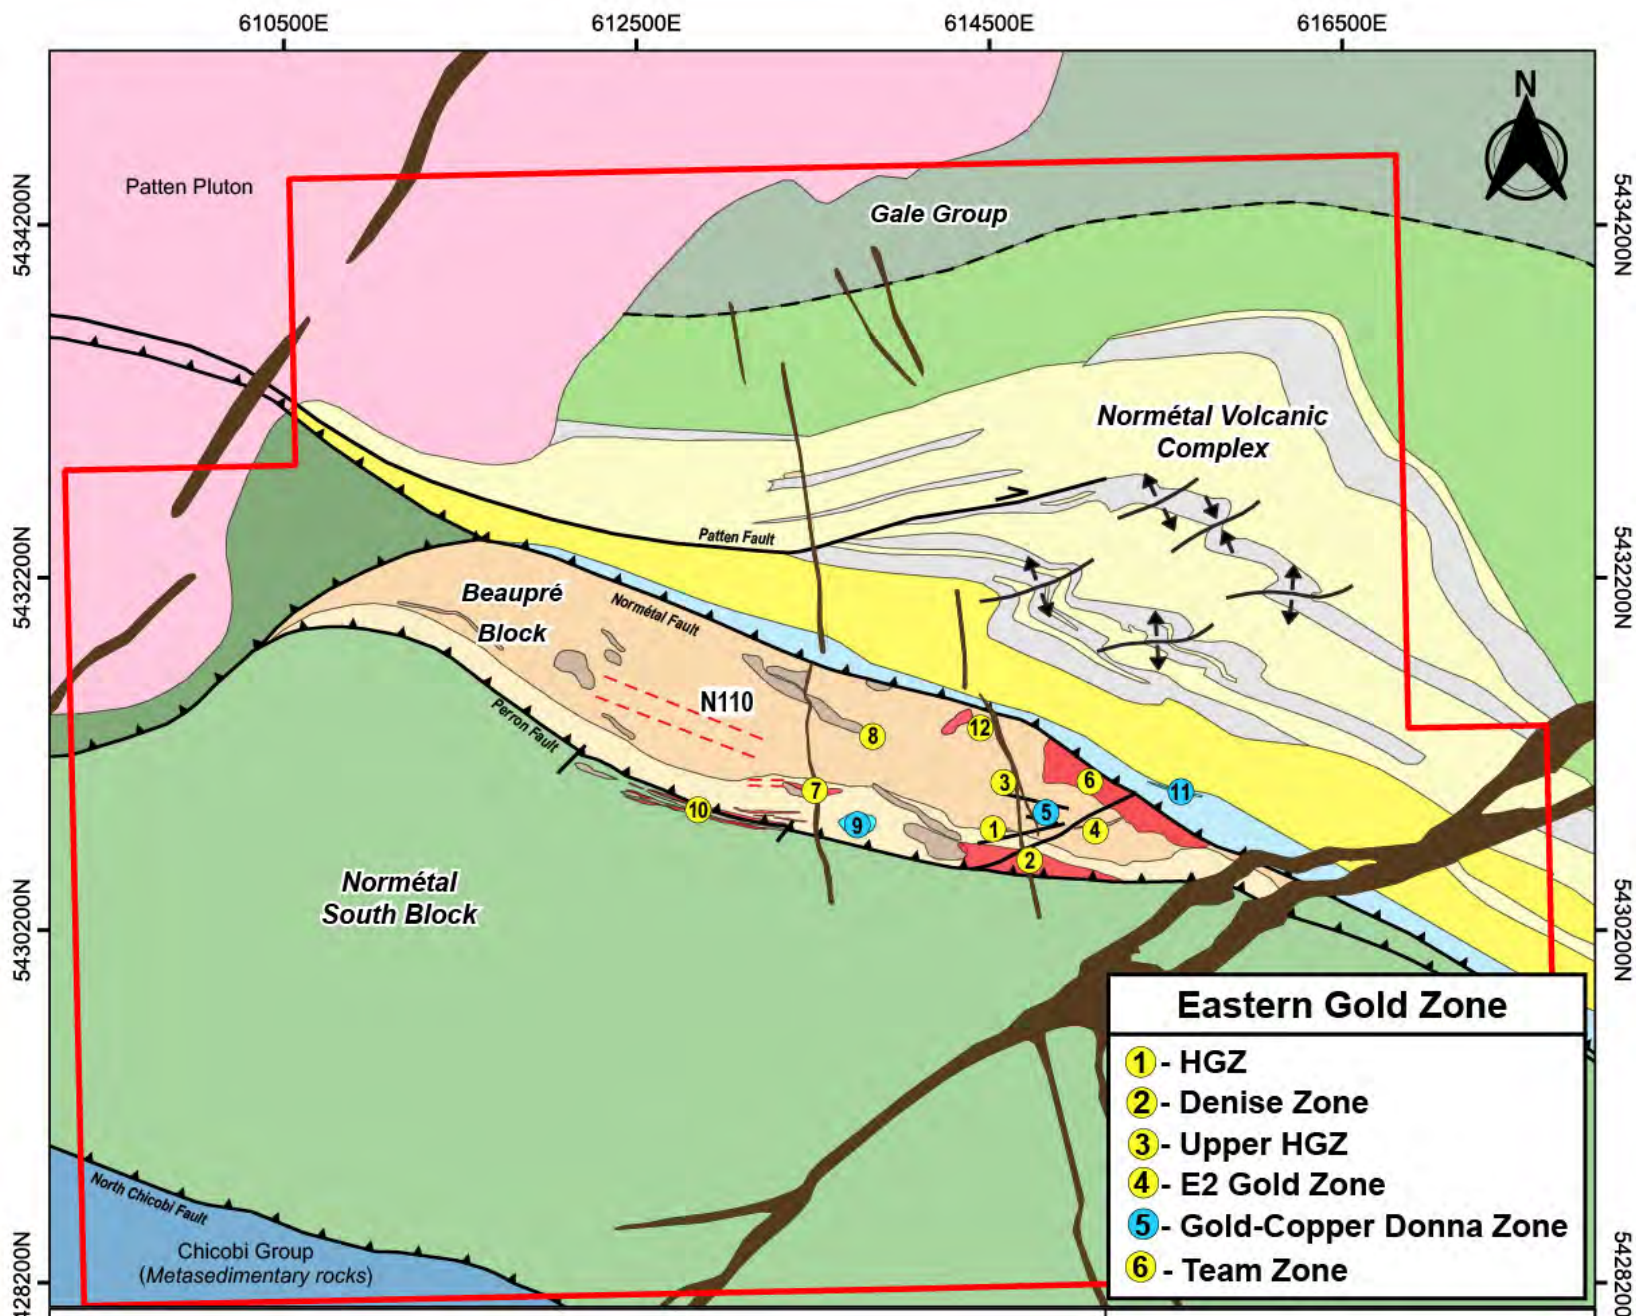 610500E
612500E
614500E
616500E
N
Patten Pluton
Gale Group
5434200N
5434200N
Normétal Volcanic
Complex
Patten Fault
5432200N
5432200N
Beaupré
Block
Normétal Fault
N110
Perron Fault
12
8
3
6
11
7
5
10
9
1
4
2
Normétal
South Block
5430200N
5430200N
Eastern Gold Zone
1 - HGZ
2 - Denise Zone
3 - Upper HGZ
4 - E2 Gold Zone
5 - Gold-Copper Donna Zone
6 - Team Zone
North Chicobi Fault
Chicobi Group
(Metasedimentary rocks)